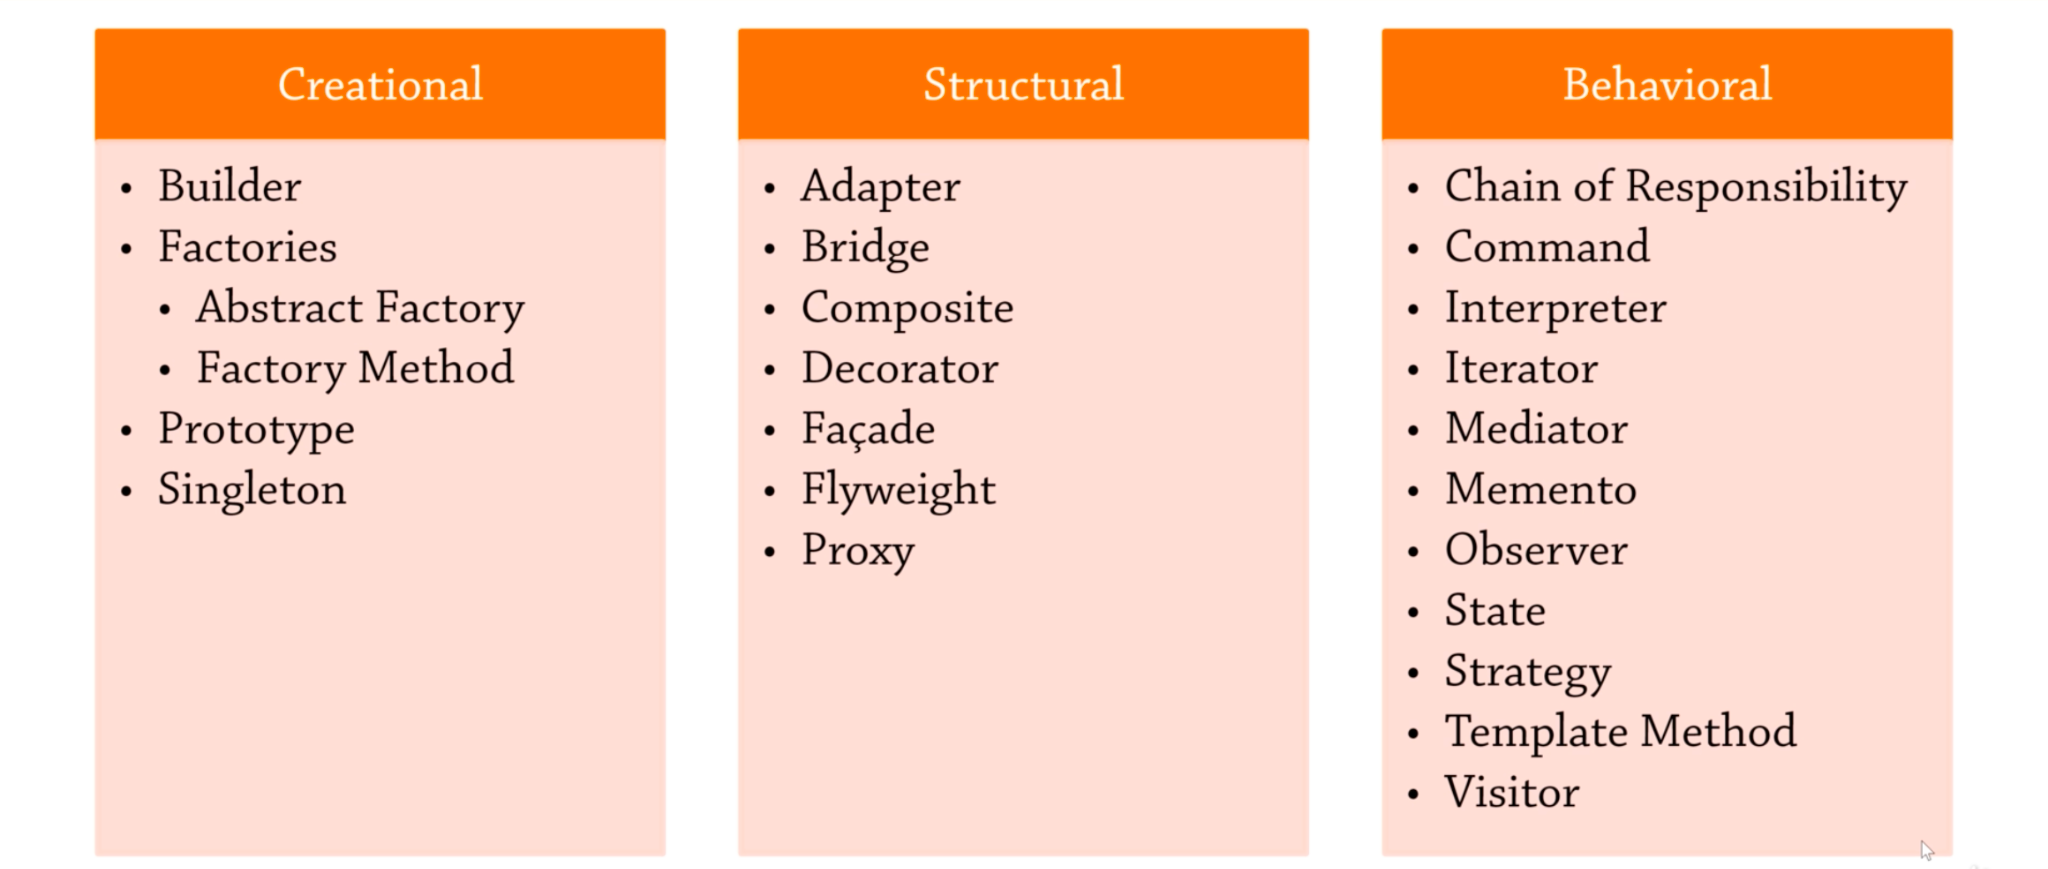 Creational
• Builder
• Factories
• Abstract Factory
• Factory Method
• Prototype
• Singleton
Structural
• Adapter
• Bridge
• Composite
• Decorator
• Façade
• Flyweight
• Proxy
Behavioral
• Chain of Responsibility
• Command
• Interpreter
• Iterator
• Mediator
• Memento
• Observer
• State
• Strategy
• Template Method
• Visitor